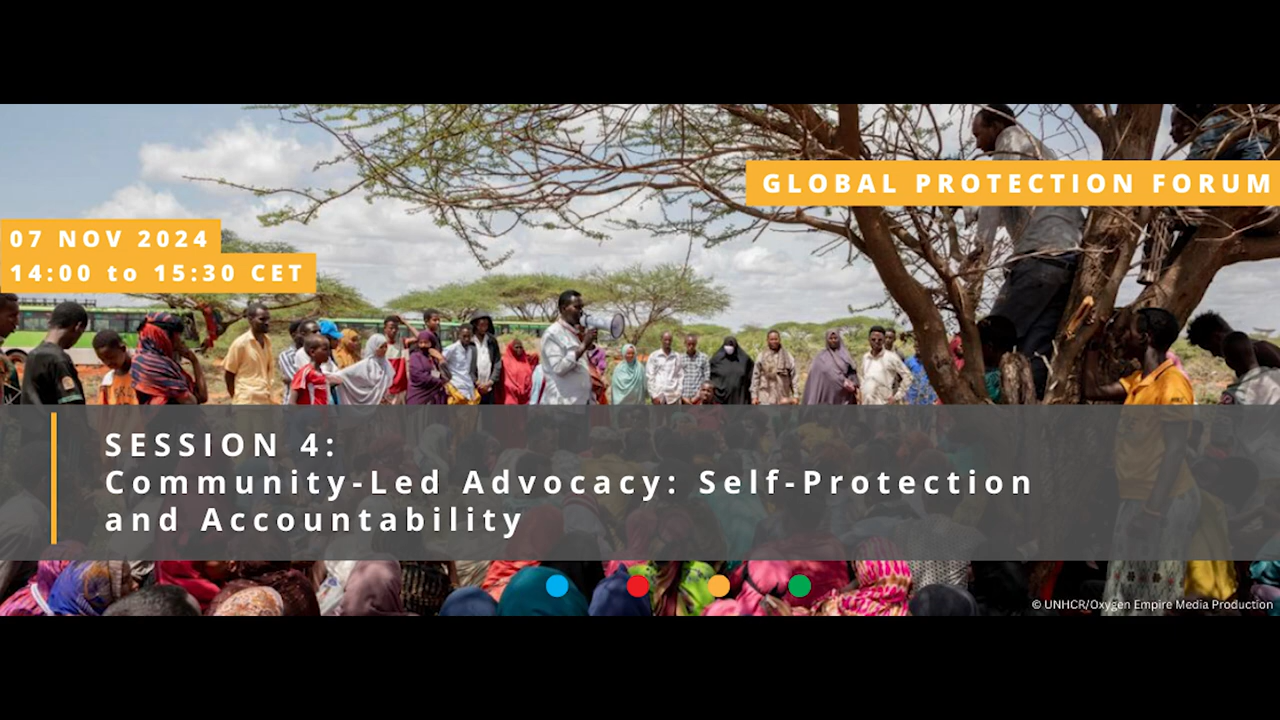 GLOBAL PROTECTION FORUM
07 NOV 2024
14:00 to 15:30 CET
SESSION 4:
Community-Led Advocacy: Self-Protection
and Accountability
© UNHCR/Oxygen Empire Media Production